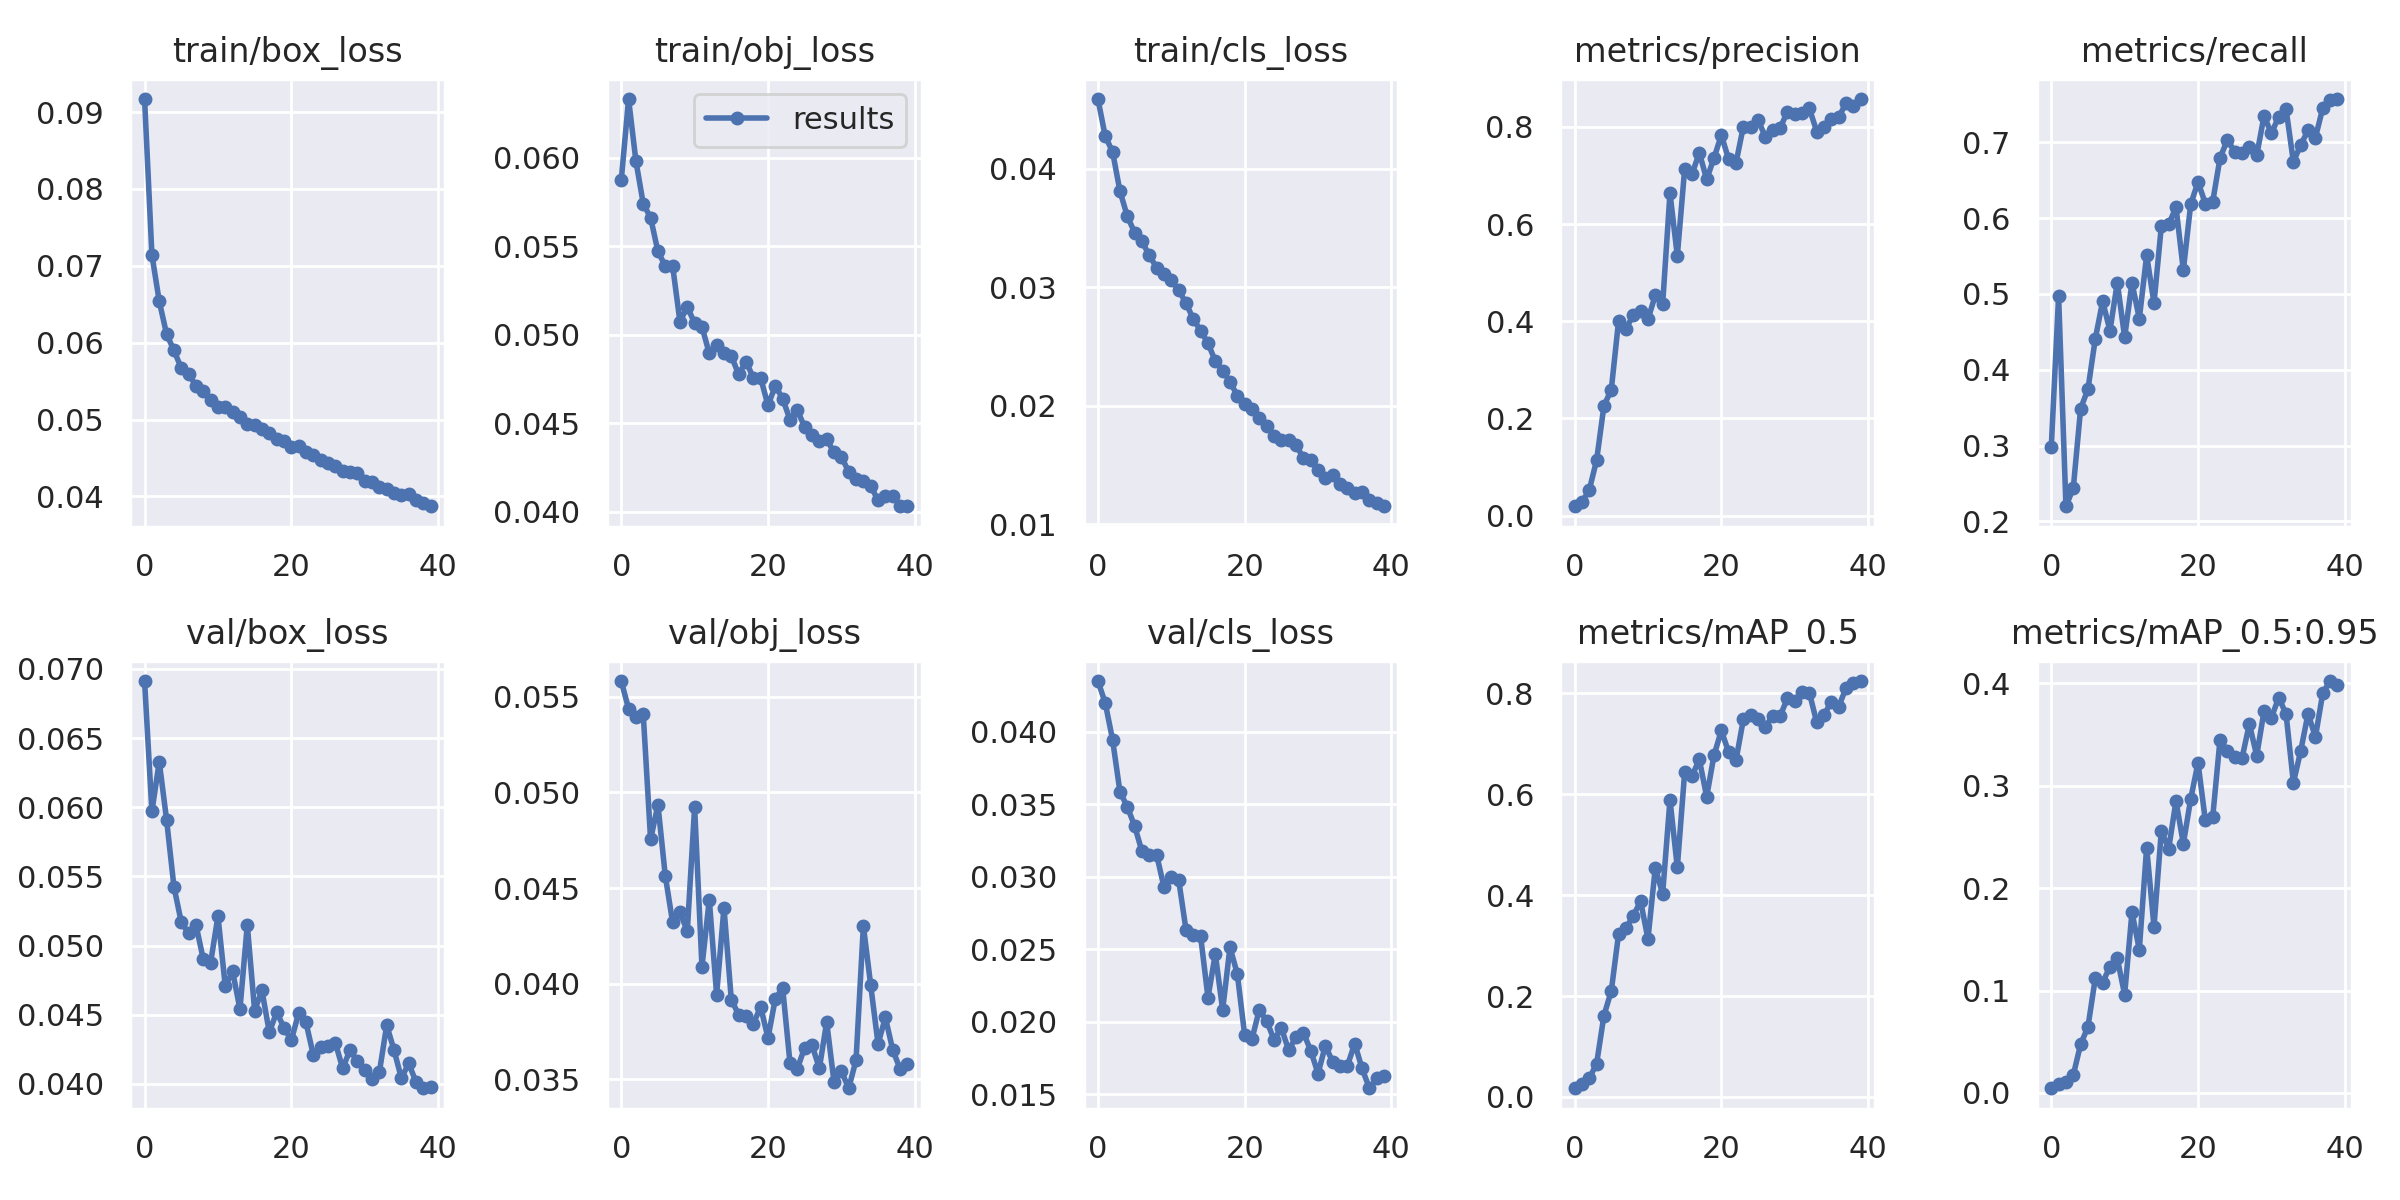 train/box_loss
0.09
0.08
0.07
0.06
0.05
0.04
0 20 40
train/obj_loss
results
0.060
0.055
0.050
0.045
0.040
0 20 40
train/cls_loss
0.04
0.03
0.02
0.01
0 20 40
metrics/precision
0.8
0.6
0.4
0.2
0.0
0 20 40
metrics/recall
0.7
0.6
0.5
0.4
0.3
0.2
0 20 40
val/box_loss
0.070
0.065
0.060
0.055
0.050
0.045
0.040
0 20 40
val/obj_loss
0.055
0.050
0.045
0.040
0.035
0 20 40
val/cls_loss
0.040
0.035
0.030
0.025
0.020
0.015
0 20 40
metrics/mAP_0.5
0.8
0.6
0.4
0.2
0.0
0 20 40
metrics/mAP_0.5:0.95
0.4
0.3
0.2
0.1
0.0
0 20 40